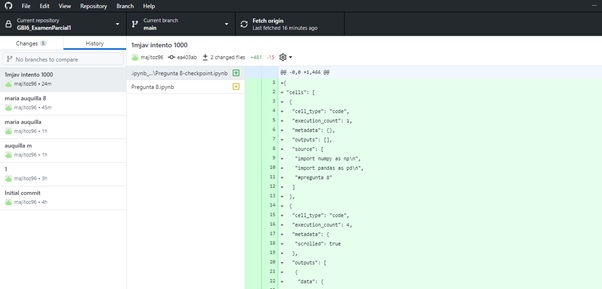 File Edit View Repository Branch Help
Current repository
GBI6_ExamenParcial1
Current branch
main
Fetch origin
Last fetched 16 minutes ago
Changes 6
History
No branches to compare
1mjav intento 1000
majitoz96 • 24m
maria auquilla 8
majitoz96 • 45m
maria auquilla
majitoz96 • 1h
auquilla m
majitoz96 • 1h
1
majitoz96 • 3h
Initial commit
majitoz96 • 4h
1mjav intento 1000
majitoz96 ea403ab 2 changed files +481 -15
.ipynb_...\Pregunta 8-checkpoint.ipynb
Pregunta 8.ipynb
@@ -0,0 +1,466 @@
1 +{
2 + "cells": [
3 + {
4 + "cell_type": "code",
5 + "execution_count": 1,
6 + "metadata": {},
7 + "outputs": [],
8 + "source": [
9 + "import numpy as np\n",
10 + "import pandas as pd\n",
11 + "#pregunta 8"
12 + ]
13 + },
14 + {
15 + "cell_type": "code",
16 + "execution_count": 4,
17 + "metadata": {
18 + "scrolled": true
19 + },
20 + "outputs": [
21 + {
22 + "data": {